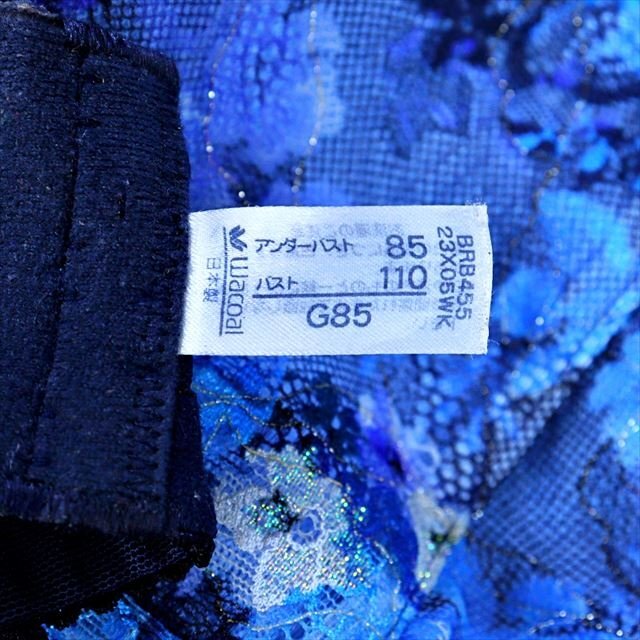 Wacoal
日本製
アンダーバスト 85
バスト 110
G85
BRB455
23X05WK